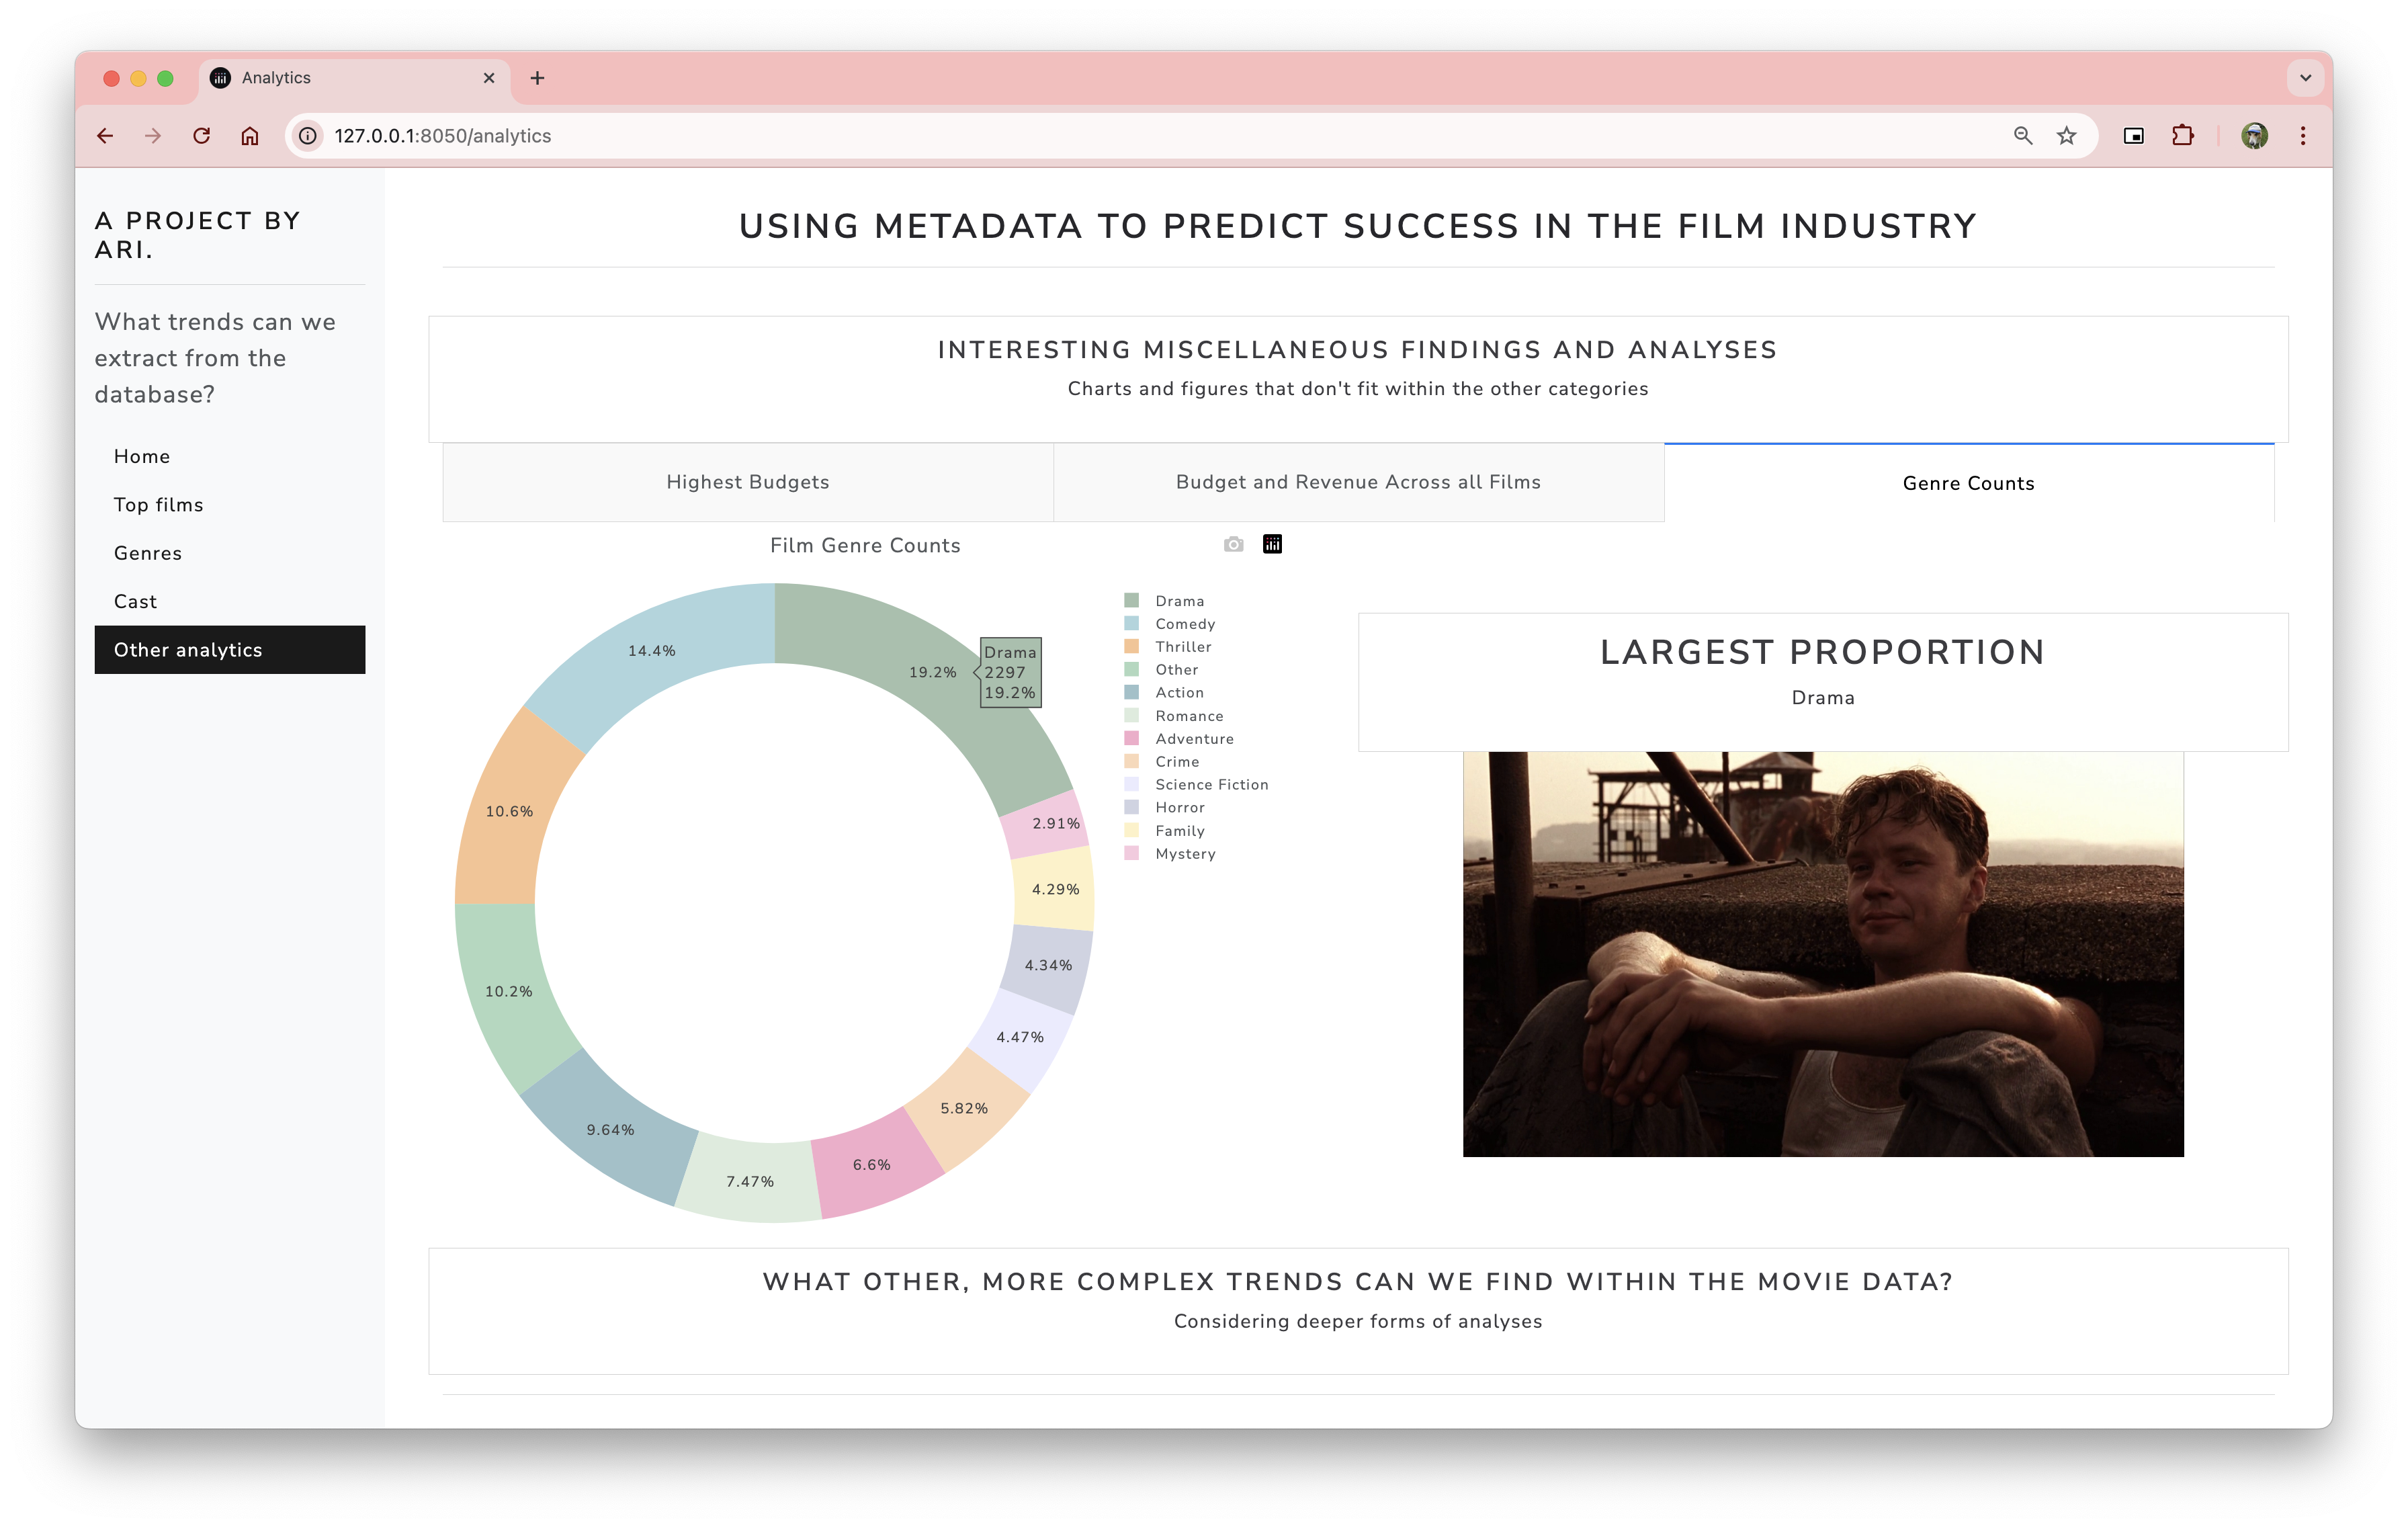 Analytics
127.0.0.1:8050/analytics
A PROJECT BY
ARI.
What trends can we
extract from the
database?
Home
Top films
Genres
Cast
Other analytics
USING METADATA TO PREDICT SUCCESS IN THE FILM INDUSTRY
INTERESTING MISCELLANEOUS FINDINGS AND ANALYSES
Charts and figures that don't fit within the other categories
Highest Budgets
Budget and Revenue Across all Films
Genre Counts
Film Genre Counts
14.4%
19.2%
Drama
2297
19.2%
10.6%
2.91%
4.29%
4.34%
10.2%
4.47%
5.82%
9.64%
6.6%
7.47%
Drama
Comedy
Thriller
Other
Action
Romance
Adventure
Crime
Science Fiction
Horror
Family
Mystery
LARGEST PROPORTION
Drama
WHAT OTHER, MORE COMPLEX TRENDS CAN WE FIND WITHIN THE MOVIE DATA?
Considering deeper forms of analyses